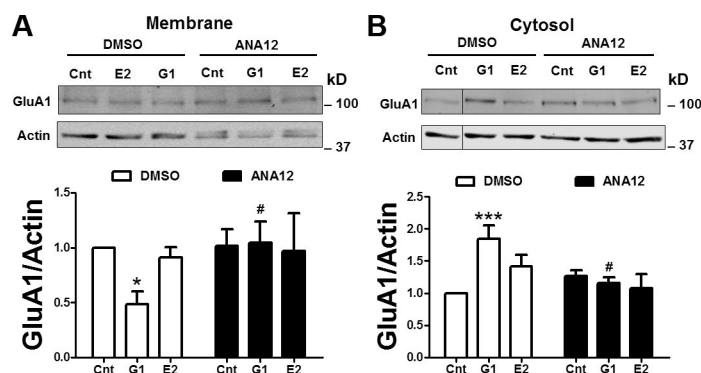 A
Membrane
DMSO ANA12
Cnt E2 G1 Cnt G1 E2 kD
GluA1 – 100
Actin – 37
DMSO ANA12
GluA1/Actin
1.5
1.0
0.5
0.0
* #
Cnt G1 E2 Cnt G1 E2
B
Cytosol
DMSO ANA12
Cnt G1 E2 Cnt G1 E2 kD
GluA1 – 100
Actin – 37
DMSO ANA12
GluA1/Actin
2.5
2.0
1.5
1.0
0.5
0.0
*** #
Cnt G1 E2 Cnt G1 E2